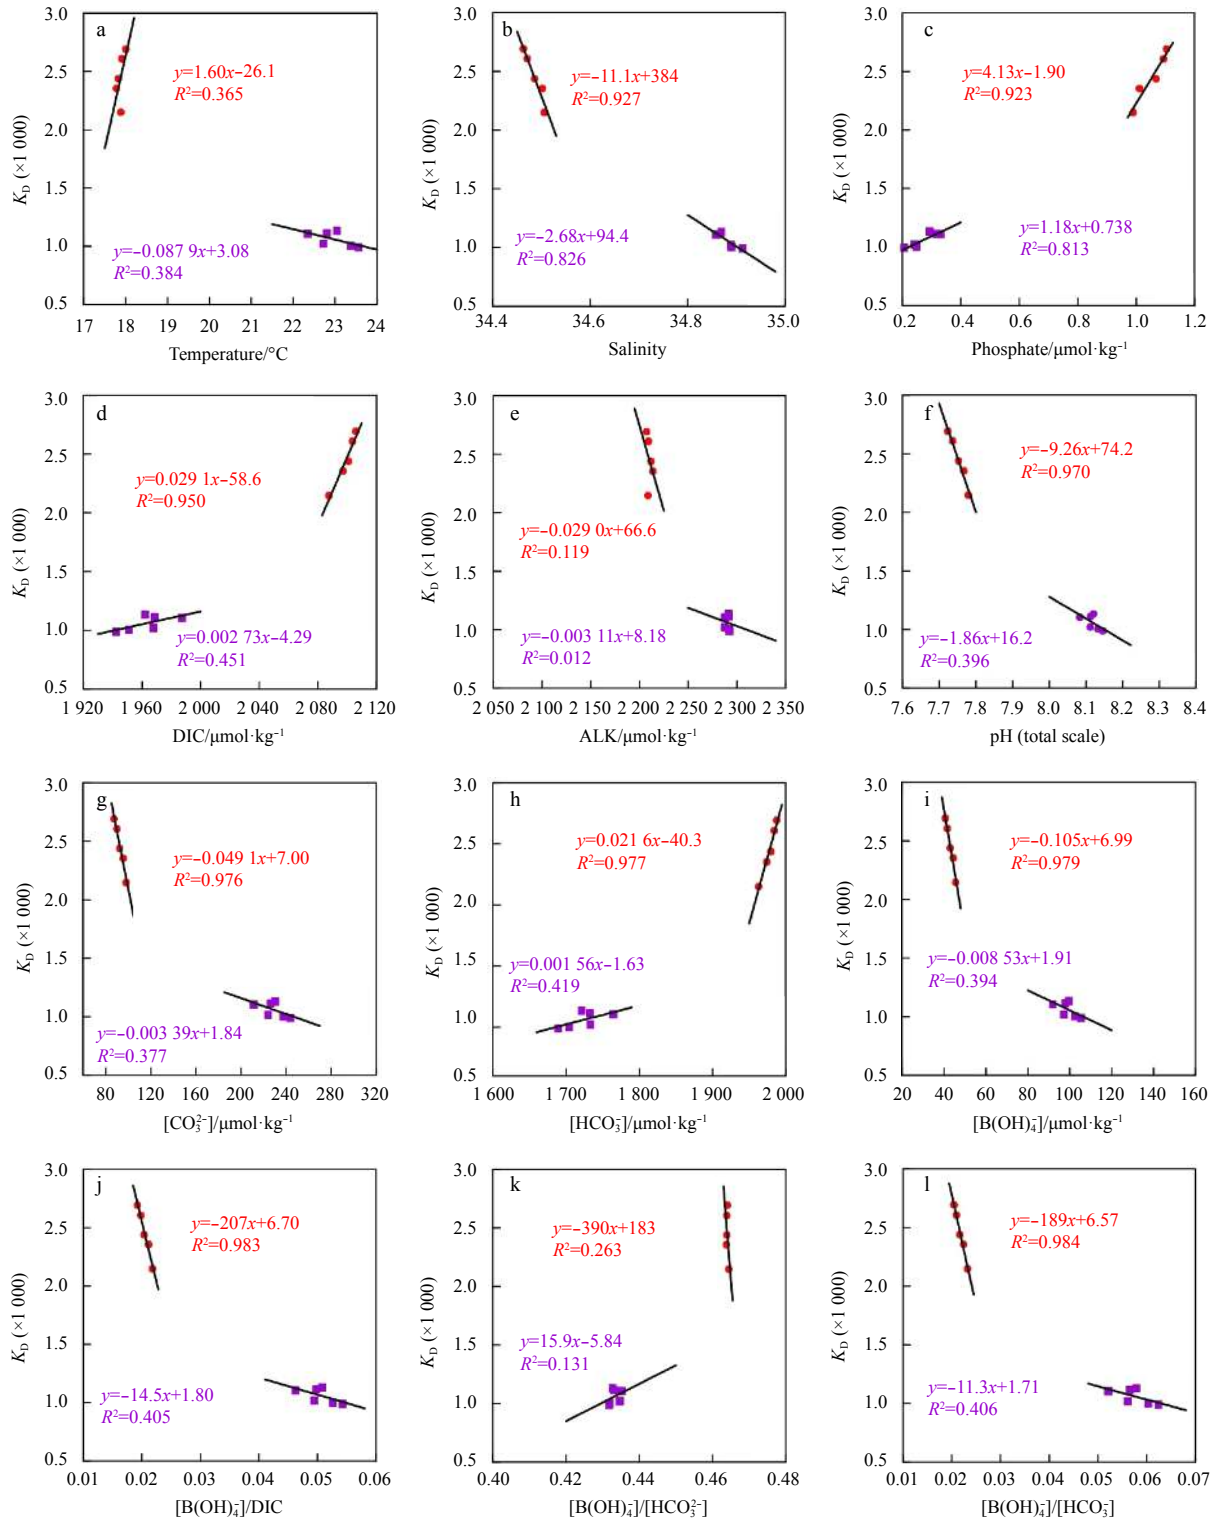 a
y=1.60x−26.1
R²=0.365
y=−0.087 9x+3.08
R²=0.384
K_D (×1 000)
3.0
2.5
2.0
1.5
1.0
0.5
17 18 19 20 21 22 23 24
Temperature/°C
b
y=−11.1x+384
R²=0.927
y=−2.68x+94.4
R²=0.826
K_D (×1 000)
3.0
2.5
2.0
1.5
1.0
0.5
34.4 34.6 34.8 35.0
Salinity
c
y=4.13x−1.90
R²=0.923
y=1.18x+0.738
R²=0.813
K_D (×1 000)
3.0
2.5
2.0
1.5
1.0
0.5
0.2 0.4 0.6 0.8 1.0 1.2
Phosphate/μmol·kg⁻¹
d
y=0.029 1x−58.6
R²=0.950
y=0.002 73x−4.29
R²=0.451
K_D (×1 000)
3.0
2.5
2.0
1.5
1.0
0.5
1 920 1 960 2 000 2 040 2 080 2 120
DIC/μmol·kg⁻¹
e
y=−0.029 0x+66.6
R²=0.119
y=−0.003 11x+8.18
R²=0.012
K_D (×1 000)
3.0
2.5
2.0
1.5
1.0
0.5
2 050 2 100 2 150 2 200 2 250 2 300 2 350
ALK/μmol·kg⁻¹
f
y=−9.26x+74.2
R²=0.970
y=−1.86x+16.2
R²=0.396
K_D (×1 000)
3.0
2.5
2.0
1.5
1.0
0.5
7.6 7.7 7.8 7.9 8.0 8.1 8.2 8.3 8.4
pH (total scale)
g
y=−0.049 1x+7.00
R²=0.976
y=−0.003 39x+1.84
R²=0.377
K_D (×1 000)
3.0
2.5
2.0
1.5
1.0
0.5
80 120 160 200 240 280 320
[CO₃²⁻]/μmol·kg⁻¹
h
y=0.021 6x−40.3
R²=0.977
y=0.001 56x−1.63
R²=0.419
K_D (×1 000)
3.0
2.5
2.0
1.5
1.0
0.5
1 600 1 700 1 800 1 900 2 000
[HCO₃⁻]/μmol·kg⁻¹
i
y=−0.105x+6.99
R²=0.979
y=−0.008 53x+1.91
R²=0.394
K_D (×1 000)
3.0
2.5
2.0
1.5
1.0
0.5
20 40 60 80 100 120 140 160
[B(OH)₄⁻]/μmol·kg⁻¹
j
y=−207x+6.70
R²=0.983
y=−14.5x+1.80
R²=0.405
K_D (×1 000)
3.0
2.5
2.0
1.5
1.0
0.5
0.01 0.02 0.03 0.04 0.05 0.06
[B(OH)₄⁻]/DIC
k
y=−390x+183
R²=0.263
y=15.9x−5.84
R²=0.131
K_D (×1 000)
3.0
2.5
2.0
1.5
1.0
0.5
0.40 0.42 0.44 0.46 0.48
[B(OH)₄⁻]/[HCO₃²⁻]
l
y=−189x+6.57
R²=0.984
y=−11.3x+1.71
R²=0.406
K_D (×1 000)
3.0
2.5
2.0
1.5
1.0
0.5
0.01 0.02 0.03 0.04 0.05 0.06 0.07
[B(OH)₄⁻]/[HCO₃⁻]